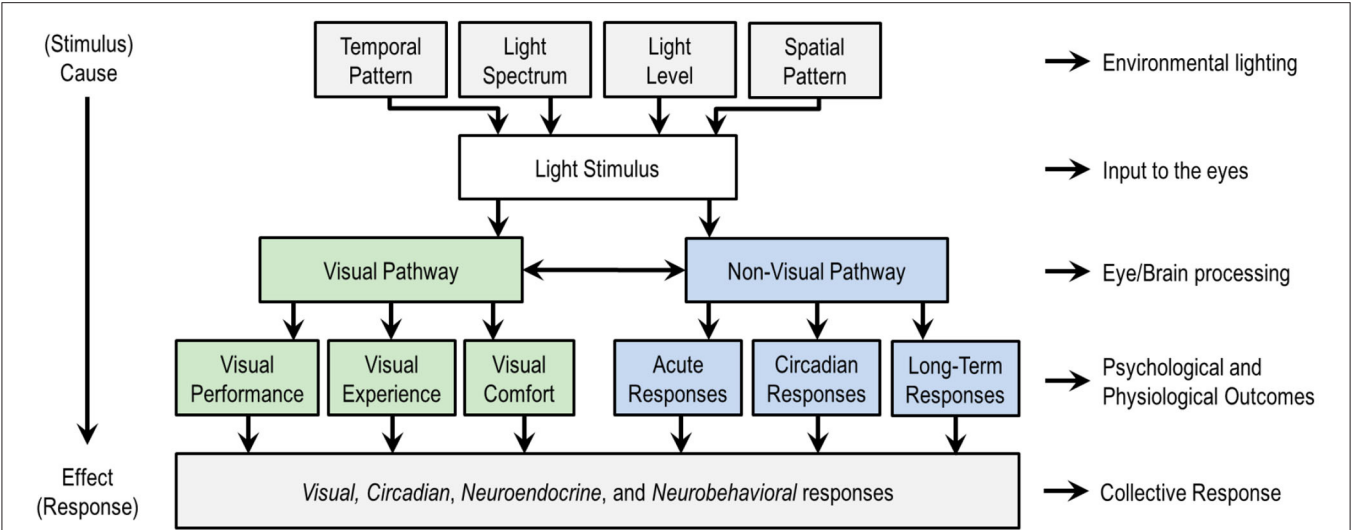 (Stimulus)
Cause
Temporal
Pattern
Light
Spectrum
Light
Level
Spatial
Pattern
Environmental lighting
Light Stimulus
Input to the eyes
Visual Pathway
Non-Visual Pathway
Eye/Brain processing
Visual
Performance
Visual
Experience
Visual
Comfort
Acute
Responses
Circadian
Responses
Long-Term
Responses
Psychological and
Physiological Outcomes
Effect
(Response)
Visual, Circadian, Neuroendocrine, and Neurobehavioral responses
Collective Response